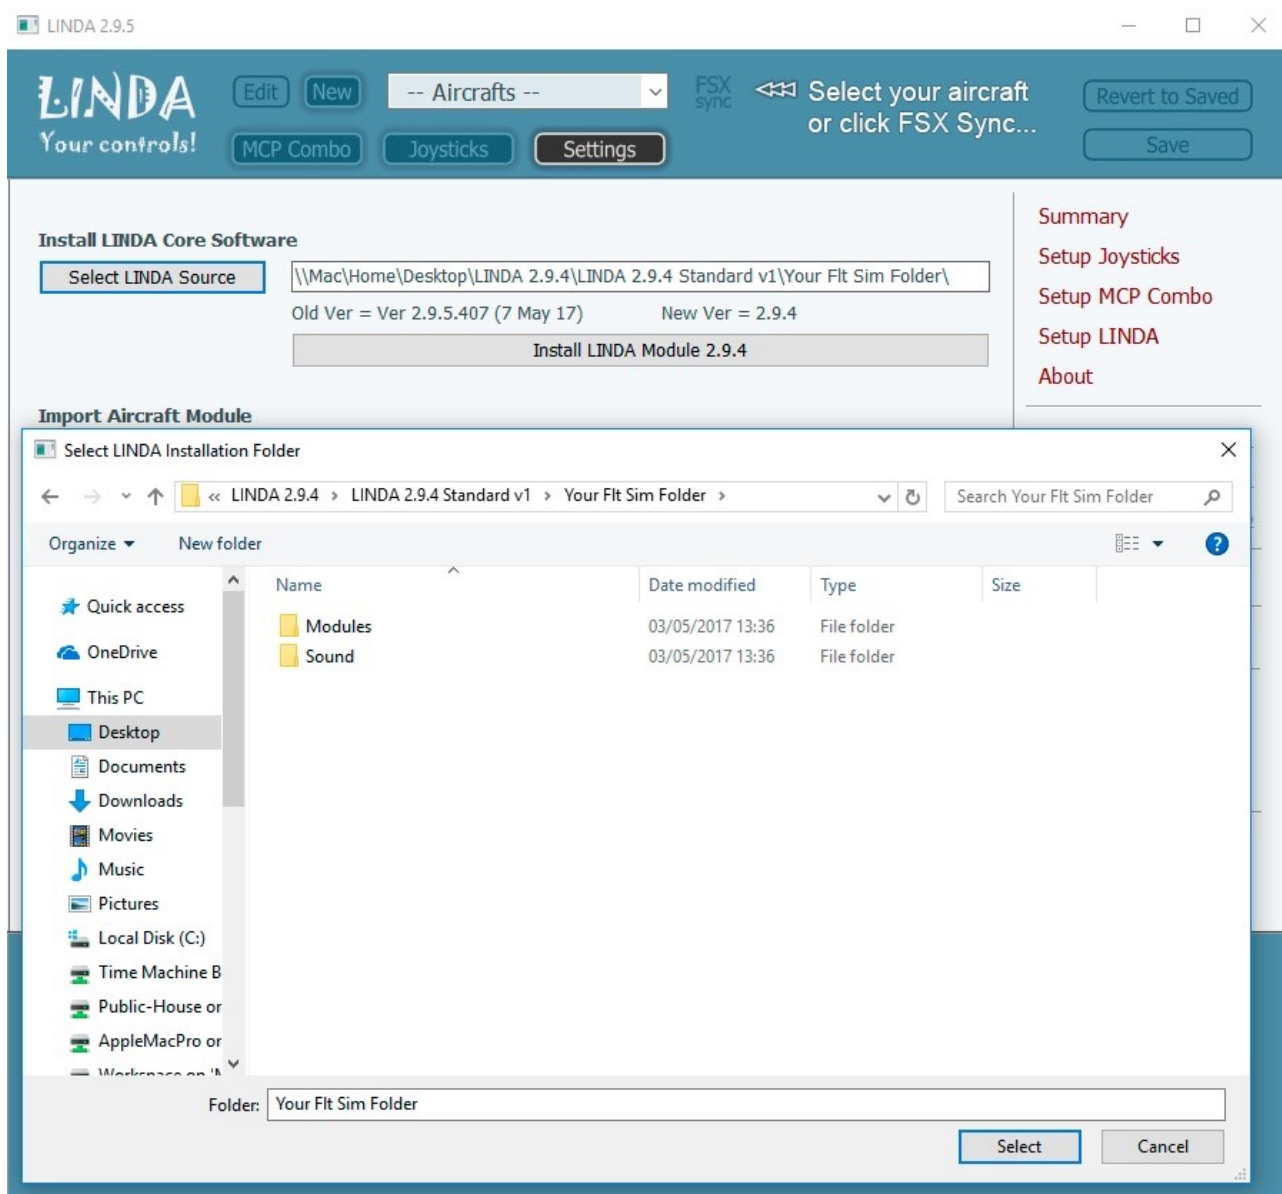 LINDA 2.9.5
LINDA
Your controls!
Edit New -- Aircrafts -- FSX sync
Select your aircraft
or click FSX Sync...
Revert to Saved
MCP Combo Joysticks Settings
Save
Install LINDA Core Software
Select LINDA Source \\Mac\Home\Desktop\LINDA 2.9.4\LINDA 2.9.4 Standard v1\Your Flt Sim Folder\
Old Ver = Ver 2.9.5.407 (7 May 17) New Ver = 2.9.4
Install LINDA Module 2.9.4
Import Aircraft Module
Summary
Setup Joysticks
Setup MCP Combo
Setup LINDA
About
Select LINDA Installation Folder
« LINDA 2.9.4 › LINDA 2.9.4 Standard v1 › Your Flt Sim Folder ›
Search Your Flt Sim Folder
Organize New folder
Name Date modified Type Size
Modules 03/05/2017 13:36 File folder
Sound 03/05/2017 13:36 File folder
Quick access
OneDrive
This PC
Desktop
Documents
Downloads
Movies
Music
Pictures
Local Disk (C:)
Time Machine B
Public-House or
AppleMacPro or
Folder: Your Flt Sim Folder
Select Cancel